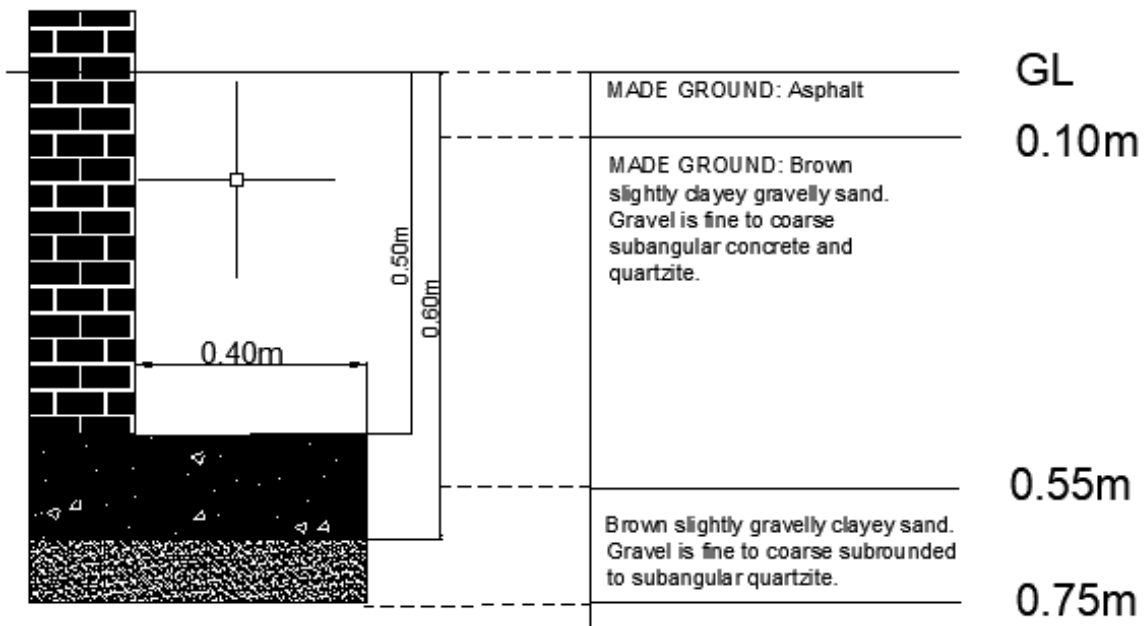 GL
MADE GROUND: Asphalt
0.10m
MADE GROUND: Brown
slightly clayey gravelly sand.
Gravel is fine to coarse
subangular concrete and
quartzite.
0.50m
0.60m
0.40m
0.55m
Brown slightly gravelly clayey sand.
Gravel is fine to coarse subrounded
to subangular quartzite.
0.75m